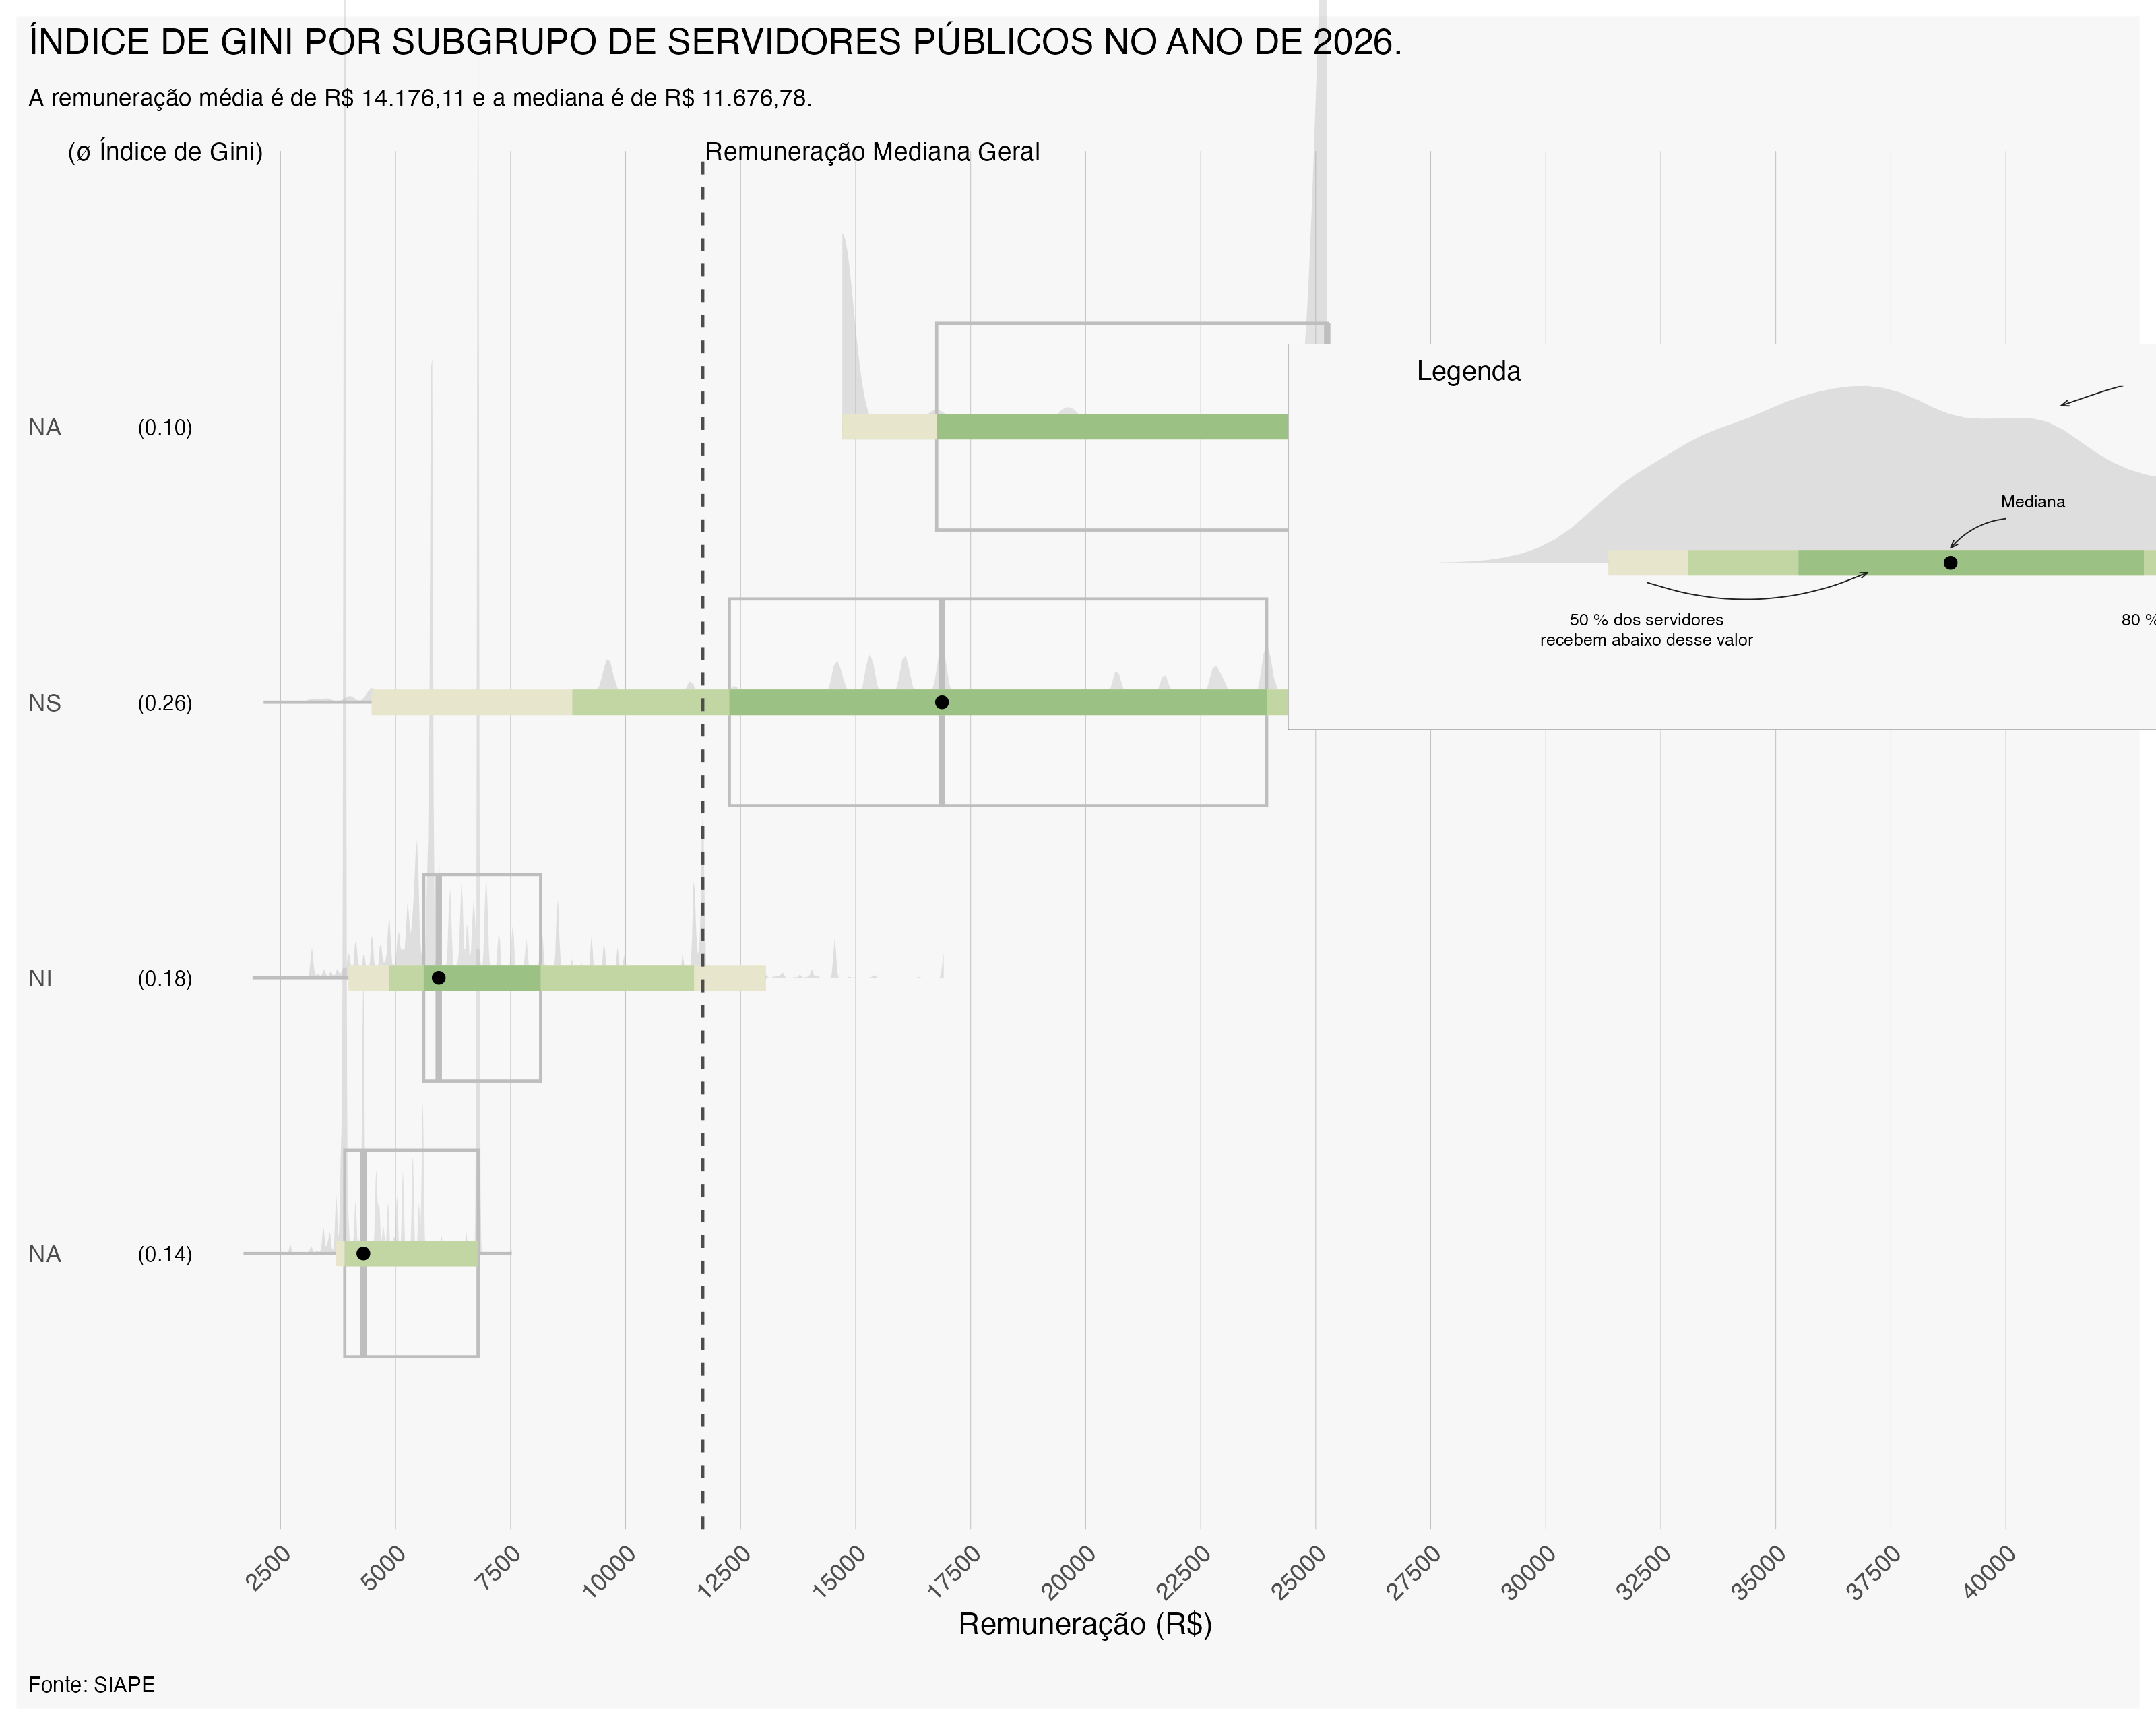 ÍNDICE DE GINI POR SUBGRUPO DE SERVIDORES PÚBLICOS NO ANO DE 2026.
A remuneração média é de R$ 14.176,11 e a mediana é de R$ 11.676,78.
(ø Índice de Gini)
Remuneração Mediana Geral
Legenda
Mediana
50 % dos servidores
recebem abaixo desse valor
80 %
NA (0.10)
NS (0.26)
NI (0.18)
NA (0.14)
2500 5000 7500 10000 12500 15000 17500 20000 22500 25000 27500 30000 32500 35000 37500 40000
Remuneração (R$)
Fonte: SIAPE